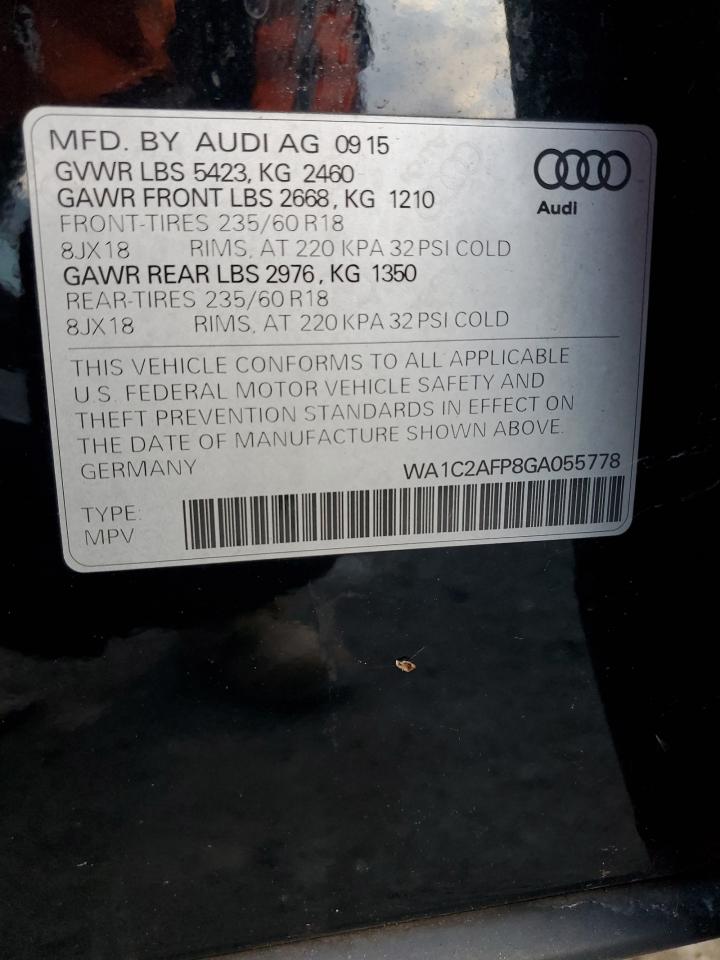 MFD. BY AUDI AG 09 15
GVWR LBS 5423, KG 2460
GAWR FRONT LBS 2668, KG 1210
FRONT-TIRES 235/60 R18
8JX18 RIMS, AT 220 KPA 32 PSI COLD
GAWR REAR LBS 2976, KG 1350
REAR-TIRES 235/60 R18
8JX18 RIMS, AT 220 KPA 32 PSI COLD
Audi
THIS VEHICLE CONFORMS TO ALL APPLICABLE
U.S. FEDERAL MOTOR VEHICLE SAFETY AND
THEFT PREVENTION STANDARDS IN EFFECT ON
THE DATE OF MANUFACTURE SHOWN ABOVE.
GERMANY WA1C2AFP8GA055778
TYPE:
MPV